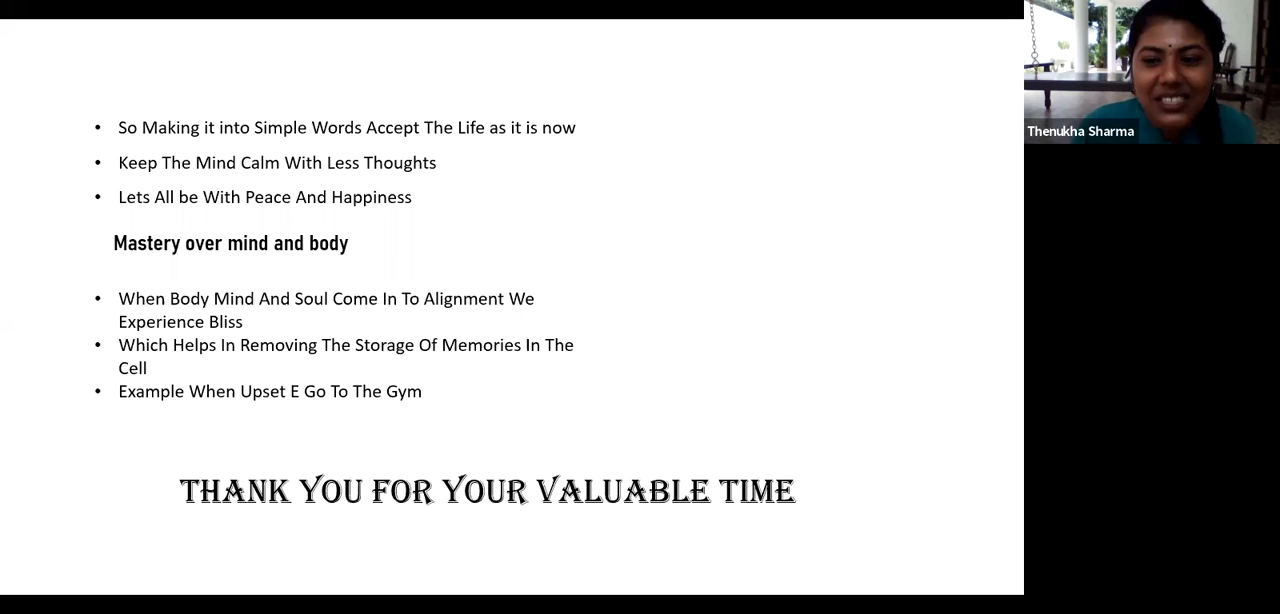 • So Making it into Simple Words Accept The Life as it is now
• Keep The Mind Calm With Less Thoughts
• Lets All be With Peace And Happiness
Mastery over mind and body
• When Body Mind And Soul Come In To Alignment We
Experience Bliss
• Which Helps In Removing The Storage Of Memories In The
Cell
• Example When Upset E Go To The Gym
THANK YOU FOR YOUR VALUABLE TIME
Thenukha Sharma